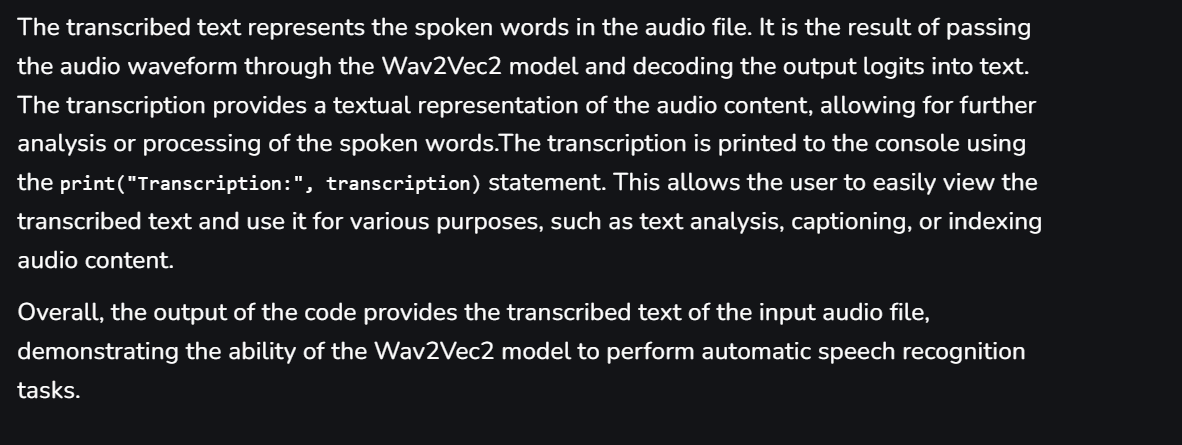 The transcribed text represents the spoken words in the audio file. It is the result of passing
the audio waveform through the Wav2Vec2 model and decoding the output logits into text.
The transcription provides a textual representation of the audio content, allowing for further
analysis or processing of the spoken words.The transcription is printed to the console using
the print("Transcription:", transcription) statement. This allows the user to easily view the
transcribed text and use it for various purposes, such as text analysis, captioning, or indexing
audio content.
Overall, the output of the code provides the transcribed text of the input audio file,
demonstrating the ability of the Wav2Vec2 model to perform automatic speech recognition
tasks.